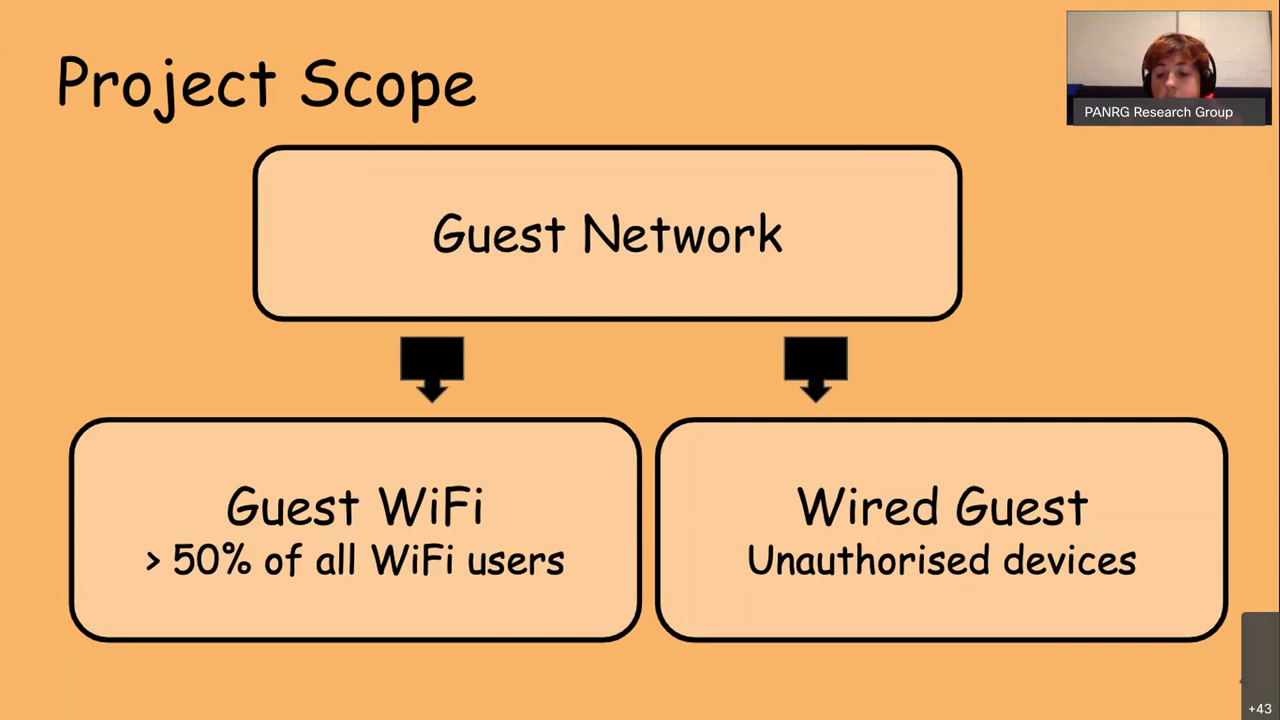 Project Scope
PANRG Research Group
Guest Network
Guest WiFi
> 50% of all WiFi users
Wired Guest
Unauthorised devices
+43